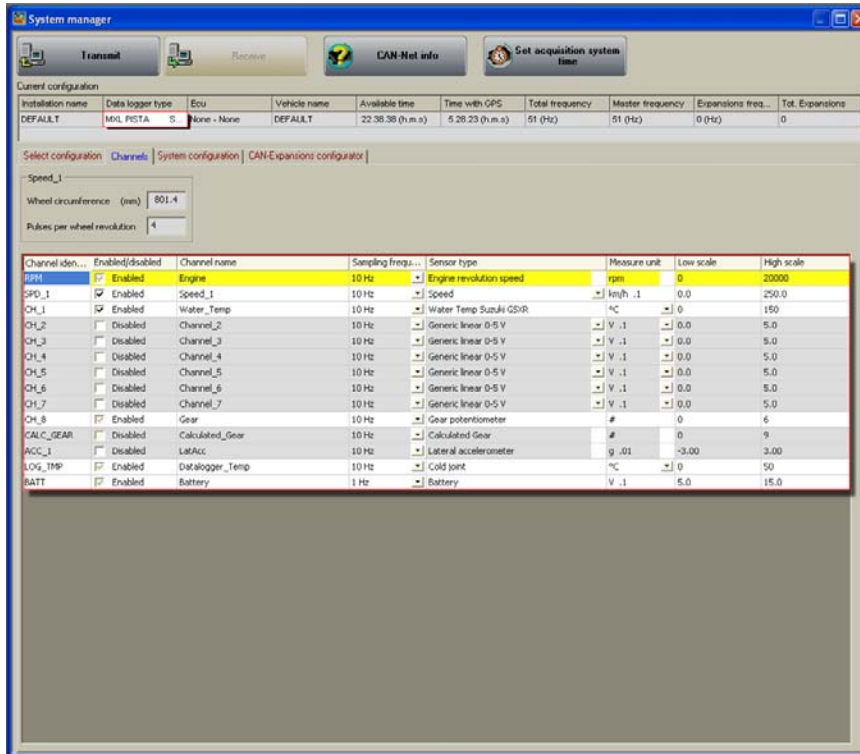 System manager
Transmit Receive CAN-Net info Set acquisition system time
Current configuration
Installation name Data logger type Ecu Vehicle name Available time Time with GPS Total frequency Master frequency Expansions freq... Tot. Expansions
DEFAULT MXL PISTA S... None - None DEFAULT 22.38.38 (h.m.s) 5.28.23 (h.m.s) 51 (Hz) 51 (Hz) 0 (Hz) 0
Select configuration Channels System configuration CAN-Expansions configurator
Speed_1
Wheel circumference (mm) 801.4
Pulses per wheel revolution 4
Channel iden... Enabled/disabled Channel name Sampling frequ... Sensor type Measure unit Low scale High scale
RPM Enabled Engine 10 Hz Engine revolution speed rpm 0 20000
SPD_1 Enabled Speed_1 10 Hz Speed km/h .1 0.0 250.0
CH_1 Enabled Water_Temp 10 Hz Water Temp Suzuki GSXR °C 0 150
CH_2 Disabled Channel_2 10 Hz Generic linear 0-5 V V .1 0.0 5.0
CH_3 Disabled Channel_3 10 Hz Generic linear 0-5 V V .1 0.0 5.0
CH_4 Disabled Channel_4 10 Hz Generic linear 0-5 V V .1 0.0 5.0
CH_5 Disabled Channel_5 10 Hz Generic linear 0-5 V V .1 0.0 5.0
CH_6 Disabled Channel_6 10 Hz Generic linear 0-5 V V .1 0.0 5.0
CH_7 Disabled Channel_7 10 Hz Generic linear 0-5 V V .1 0.0 5.0
CH_8 Enabled Gear 10 Hz Gear potentiometer # 0 6
CALC_GEAR Disabled Calculated_Gear 10 Hz Calculated Gear # 0 9
ACC_1 Disabled LatAcc 10 Hz Lateral accelerometer g .01 -3.00 3.00
LOG_TMP Enabled Datalogger_Temp 10 Hz Cold joint °C 0 50
BATT Enabled Battery 1 Hz Battery V .1 5.0 15.0